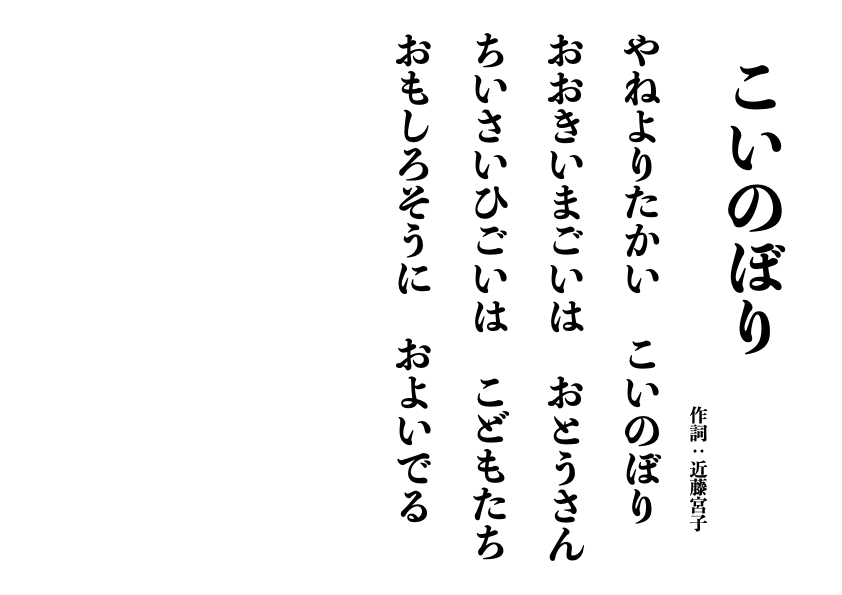 こいのぼり
作詞：近藤宮子
やねよりたかい　こいのぼり
おおきいまごいは　おとうさん
ちいさいひごいは　こどもたち
おもしろそうに　およいでる